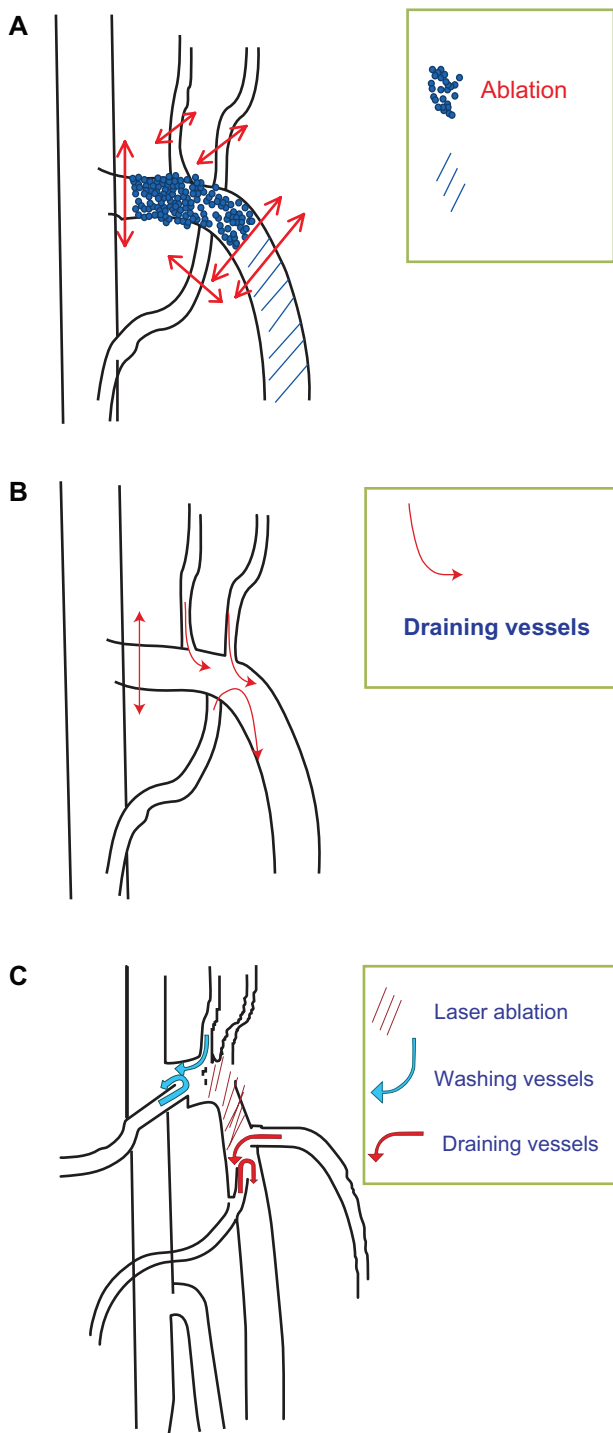 A
Ablation
B
Draining vessels
C
Laser ablation
Washing vessels
Draining vessels